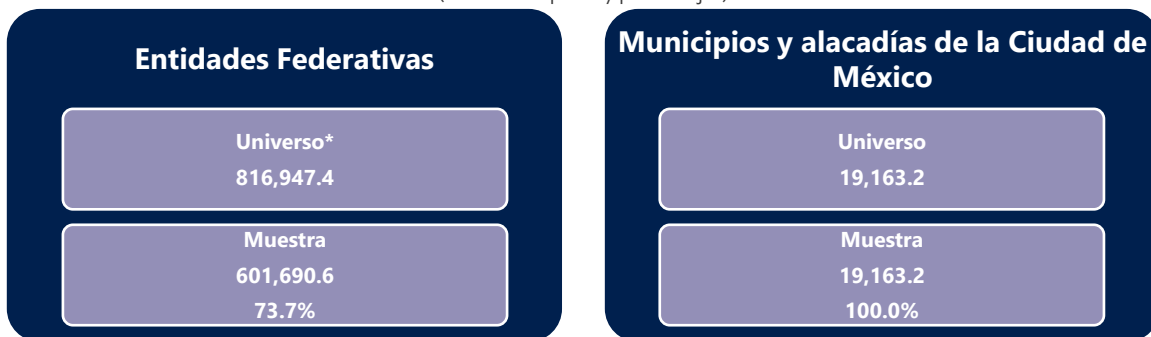 Entidades Federativas
Universo*
816,947.4
Muestra
601,690.6
73.7%
Municipios y alacadías de la Ciudad de
México
Universo
19,163.2
Muestra
19,163.2
100.0%